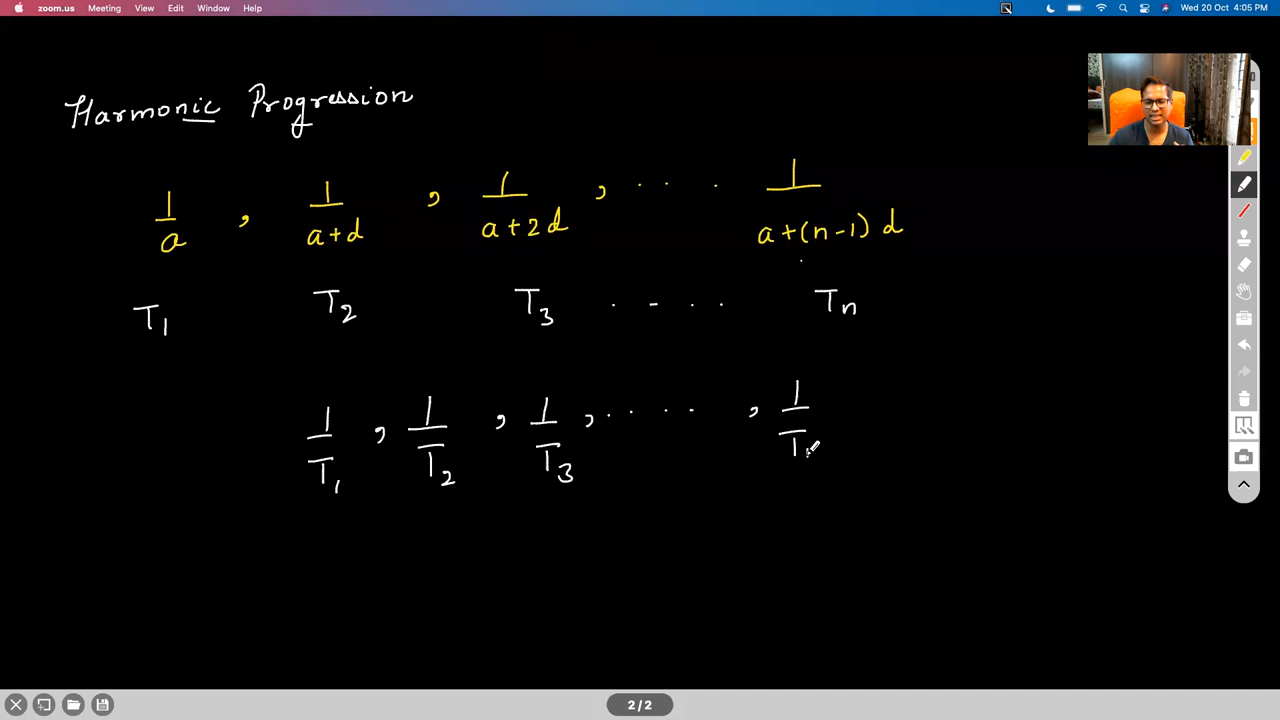 zoom.us Meeting View Edit Window Help Wed 20 Oct 4:05 PM
Harmonic Progression
1/a , 1/a+d , 1/a+2d , . . . 1/a+(n-1)d
T1 T2 T3 . - . . Tn
1/T1 , 1/T2 , 1/T3 , . . . . , 1/T
2/2